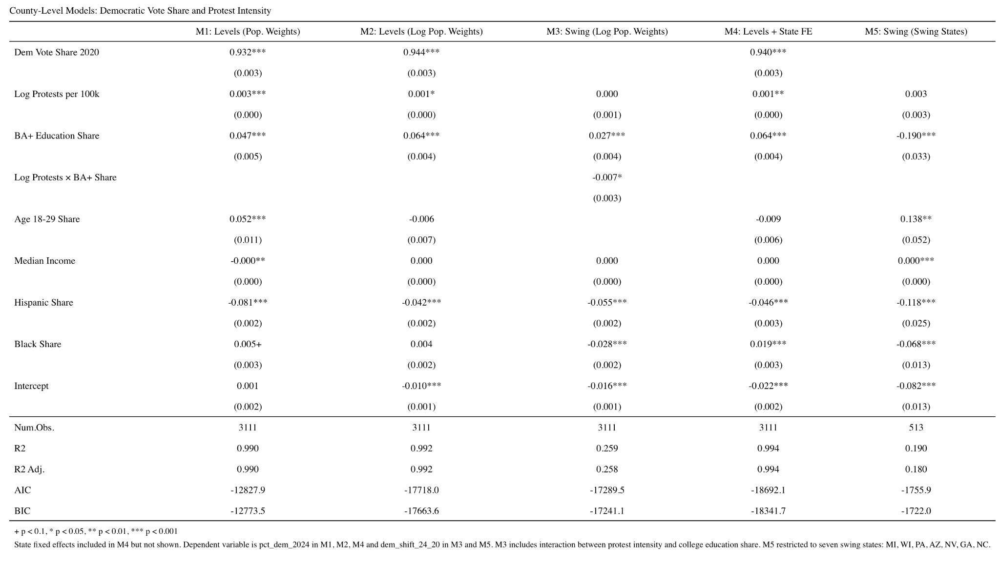 County-Level Models: Democratic Vote Share and Protest Intensity
M1: Levels (Pop. Weights) M2: Levels (Log Pop. Weights) M3: Swing (Log Pop. Weights) M4: Levels + State FE M5: Swing (Swing States)
Dem Vote Share 2020 0.932*** 0.944*** 0.940***
(0.003) (0.003) (0.003)
Log Protests per 100k 0.003*** 0.001* 0.000 0.001** 0.003
(0.000) (0.000) (0.001) (0.000) (0.003)
BA+ Education Share 0.047*** 0.064*** 0.027*** 0.064*** -0.190***
(0.005) (0.004) (0.004) (0.004) (0.033)
Log Protests × BA+ Share -0.007*
(0.003)
Age 18-29 Share 0.052*** -0.006 -0.009 0.138**
(0.011) (0.007) (0.006) (0.052)
Median Income -0.000** 0.000 0.000 0.000 0.000***
(0.000) (0.000) (0.000) (0.000) (0.000)
Hispanic Share -0.081*** -0.042*** -0.055*** -0.046*** -0.118***
(0.002) (0.002) (0.002) (0.003) (0.025)
Black Share 0.005+ 0.004 -0.028*** 0.019*** -0.068***
(0.003) (0.002) (0.002) (0.003) (0.013)
Intercept 0.001 -0.010*** -0.016*** -0.022*** -0.082***
(0.002) (0.001) (0.001) (0.002) (0.013)
Num.Obs. 3111 3111 3111 3111 513
R2 0.990 0.992 0.259 0.994 0.190
R2 Adj. 0.990 0.992 0.258 0.994 0.180
AIC -12827.9 -17718.0 -17289.5 -18692.1 -1755.9
BIC -12773.5 -17663.6 -17241.1 -18341.7 -1722.0
+ p < 0.1, * p < 0.05, ** p < 0.01, *** p < 0.001
State fixed effects included in M4 but not shown. Dependent variable is pct_dem_2024 in M1, M2, M4 and dem_shift_24_20 in M3 and M5. M3 includes interaction between protest intensity and college education share. M5 restricted to seven swing states: MI, WI, PA, AZ, NV, GA, NC.